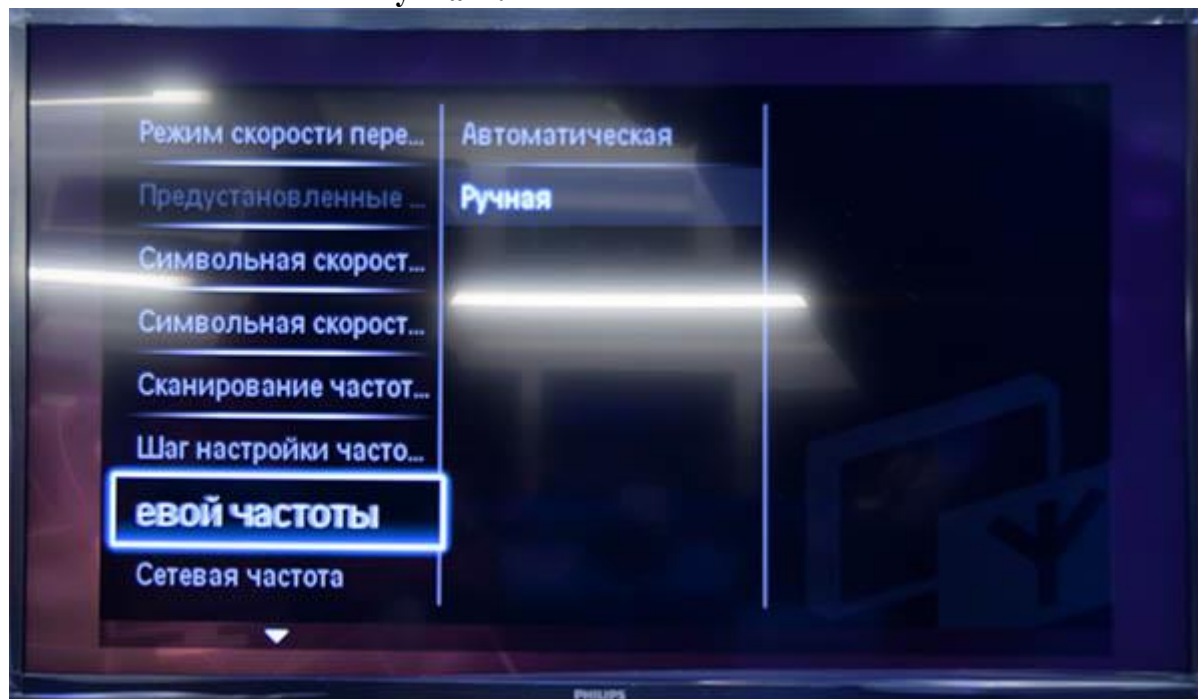 Режим скорости пере...
Предустановленные ...
Символьная скорост...
Символьная скорост...
Сканирование частот...
Шаг настройки часто...
евой частоты
Сетевая частота
Автоматическая
Ручная
PHILIPS